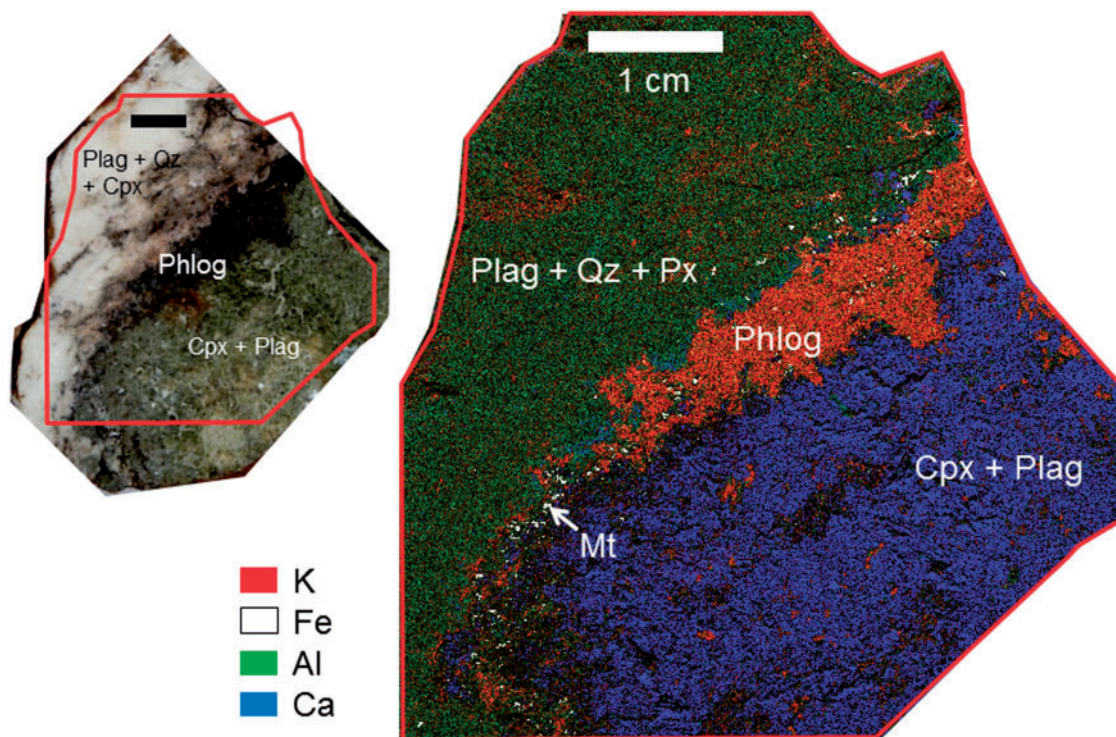 Plag + Qz
+ Cpx
Phlog
Cpx + Plag
1 cm
Plag + Qz + Px
Phlog
Cpx + Plag
Mt
K
Fe
Al
Ca